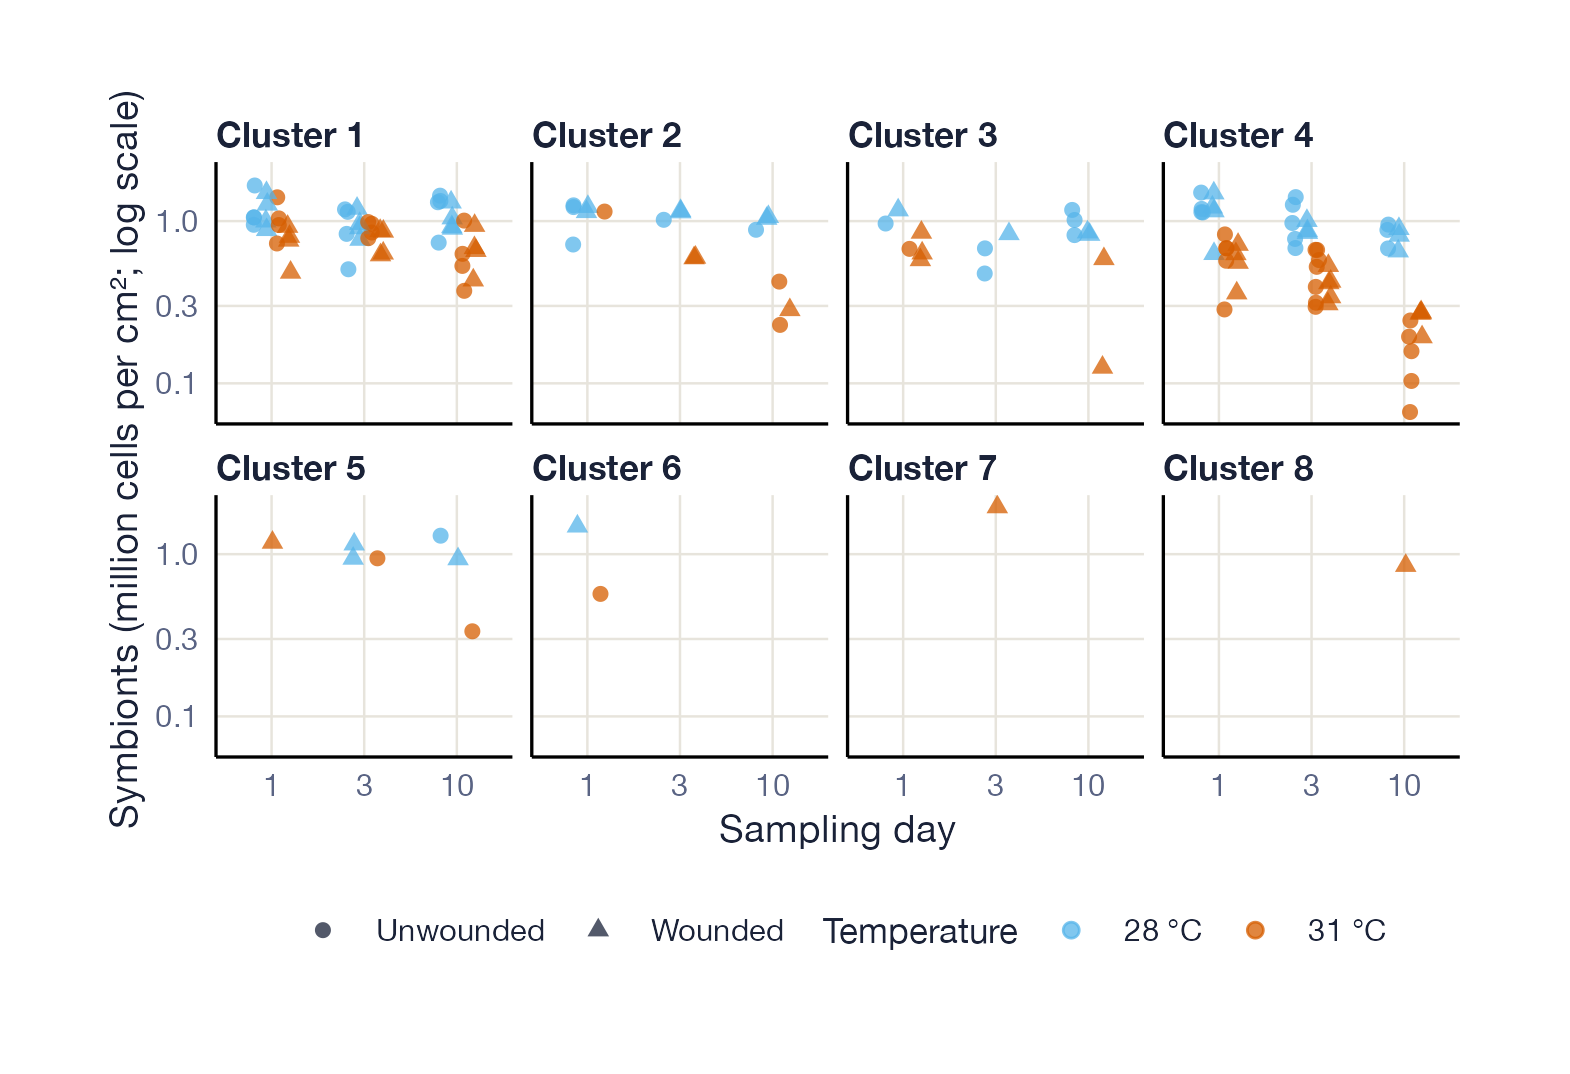 Symbionts (million cells per cm²; log scale)
Cluster 1
Cluster 2
Cluster 3
Cluster 4
1.0
0.3
0.1
Cluster 5
Cluster 6
Cluster 7
Cluster 8
1.0
0.3
0.1
1 3 10 1 3 10 1 3 10 1 3 10
Sampling day
Unwounded Wounded Temperature 28 °C 31 °C